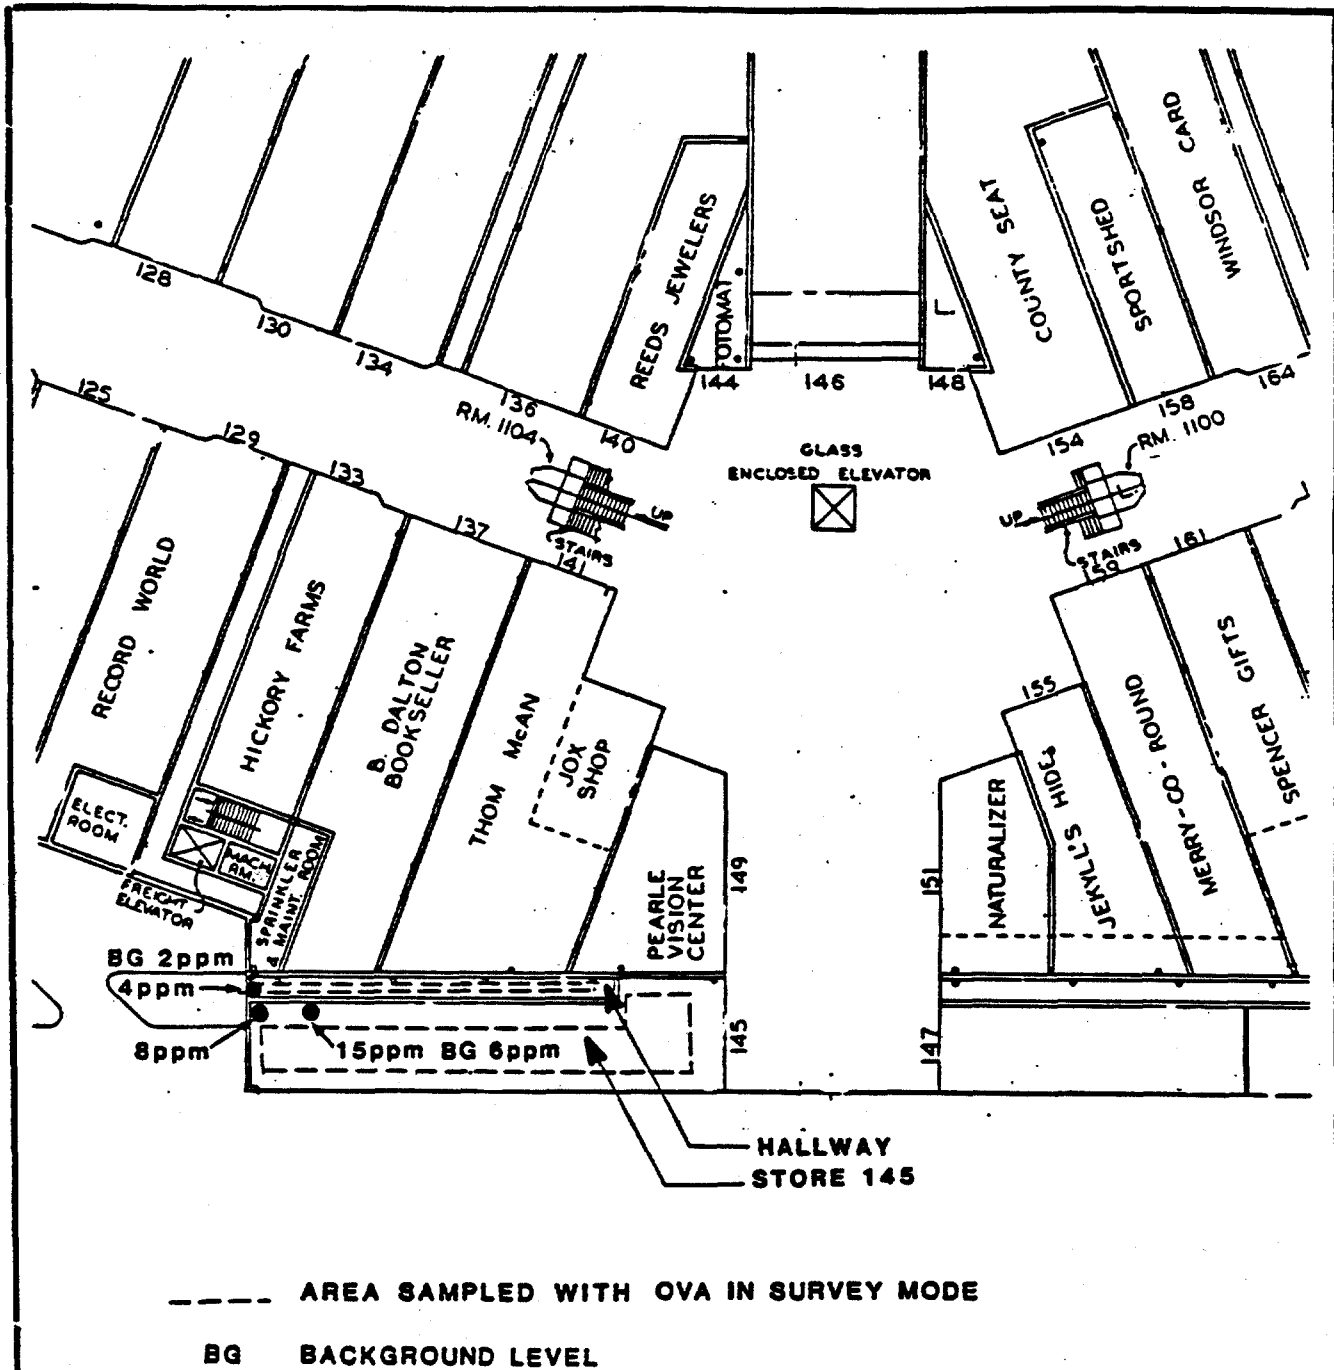 COUNTY SEAT
SPORTSHED
WINDSOR CARD
REEDS JEWELERS
FOTOMAT
128
130
134
136
140
144
146
148
154
158
164
RM. 1104
RM. 1100
GLASS
ENCLOSED ELEVATOR
UP
STAIRS
UP
STAIRS
125
129
133
137
141
159
161
155
RECORD WORLD
HICKORY FARMS
B. DALTON
BOOKSELLER
THOM McAN
JOX
SHOP
PEARLE
VISION
CENTER
149
151
NATURALIZER
JEKYLL'S HIDE
MERRY-GO-ROUND
SPENCER GIFTS
ELECT.
ROOM
MACH.
RM.
FREIGHT
ELEVATOR
SPRINKLER
& MAINT. ROOM
BG 2ppm
4ppm
8ppm
15ppm BG 6ppm
145
147
HALLWAY
STORE 145
AREA SAMPLED WITH OVA IN SURVEY MODE
BG BACKGROUND LEVEL